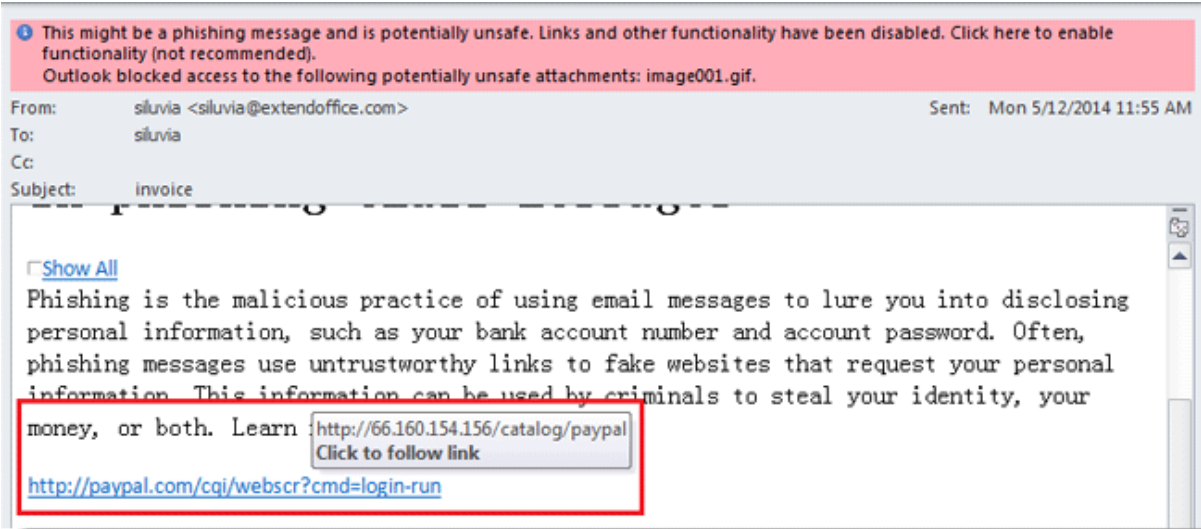 This might be a phishing message and is potentially unsafe. Links and other functionality have been disabled. Click here to enable
functionality (not recommended).
Outlook blocked access to the following potentially unsafe attachments: image001.gif.
From: siluvia <siluvia@extendoffice.com> Sent: Mon 5/12/2014 11:55 AM
To: siluvia
Cc:
Subject: invoice
Show All
Phishing is the malicious practice of using email messages to lure you into disclosing
personal information, such as your bank account number and account password. Often,
phishing messages use untrustworthy links to fake websites that request your personal
information. This information can be used by criminals to steal your identity, your
money, or both. Learn
http://66.160.154.156/catalog/paypal
Click to follow link
http://paypal.com/cqi/webscr?cmd=login-run